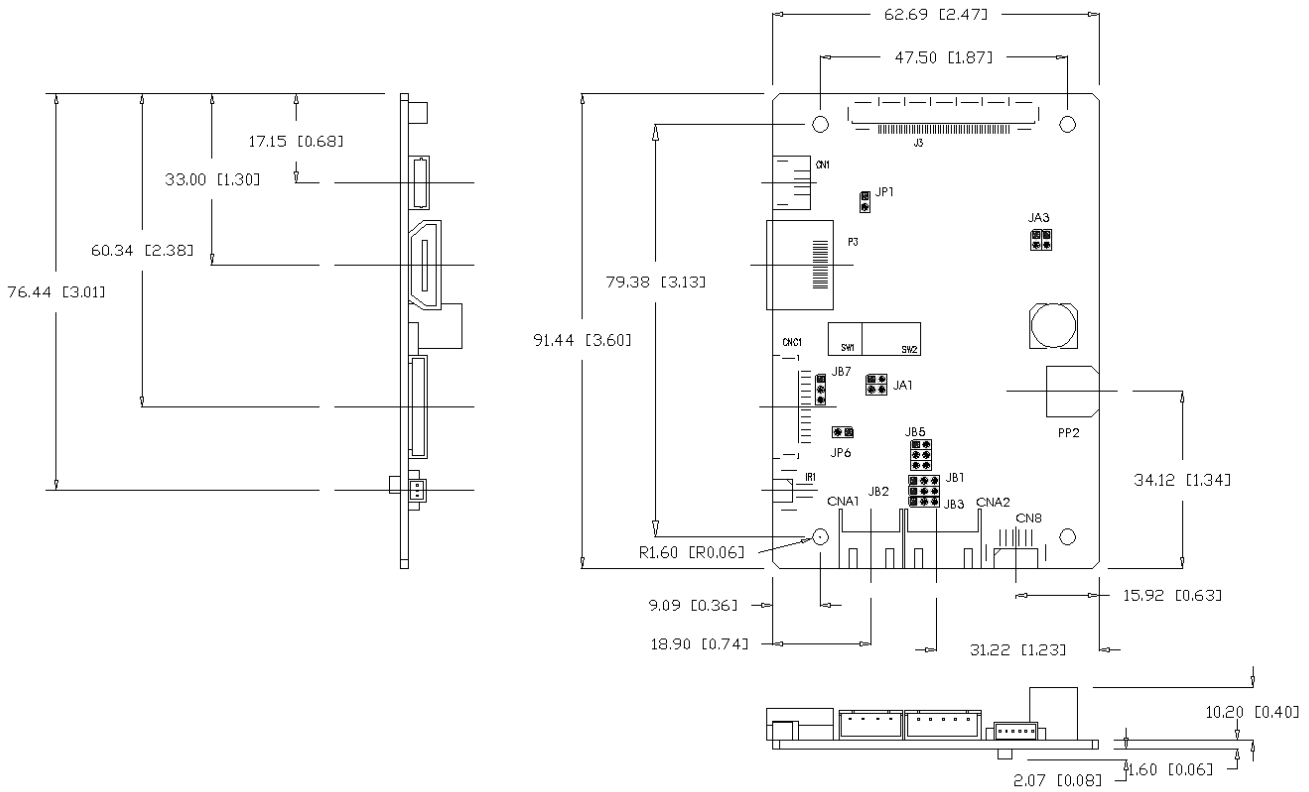 62.69 [2.47]
47.50 [1.87]
17.15 [0.68]
33.00 [1.30]
60.34 [2.38]
76.44 [3.01]
J3
CN1
JP1
JA3
P3
79.38 [3.13]
91.44 [3.60]
CNC1
SW1
SW2
JB7
JA1
PP2
JB5
JP6
34.12 [1.34]
IR1
JB1
JB2
CNA1
JB3
CNA2
CN8
R1.60 [R0.06]
9.09 [0.36]
15.92 [0.63]
18.90 [0.74]
31.22 [1.23]
10.20 [0.40]
1.60 [0.06]
2.07 [0.08]